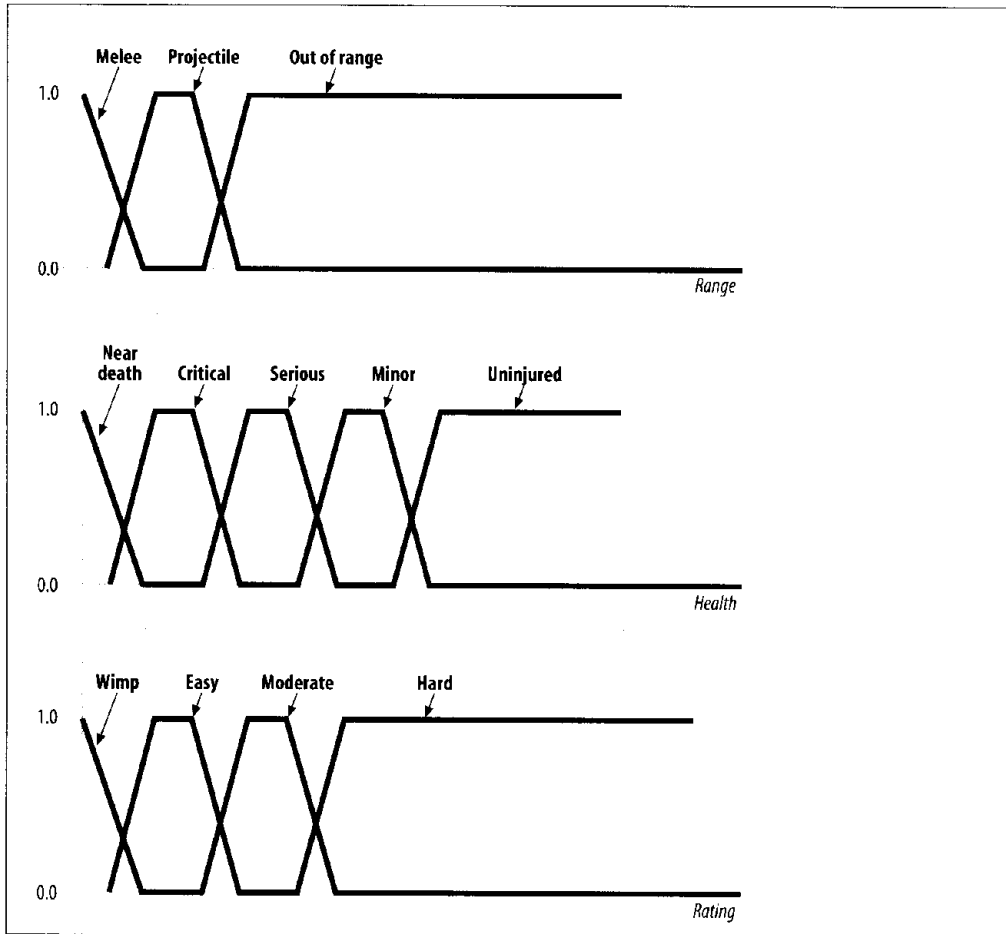 Melee Projectile Out of range
1.0
0.0
Range
Near
death Critical Serious Minor Uninjured
1.0
0.0
Health
Wimp Easy Moderate Hard
1.0
0.0
Rating